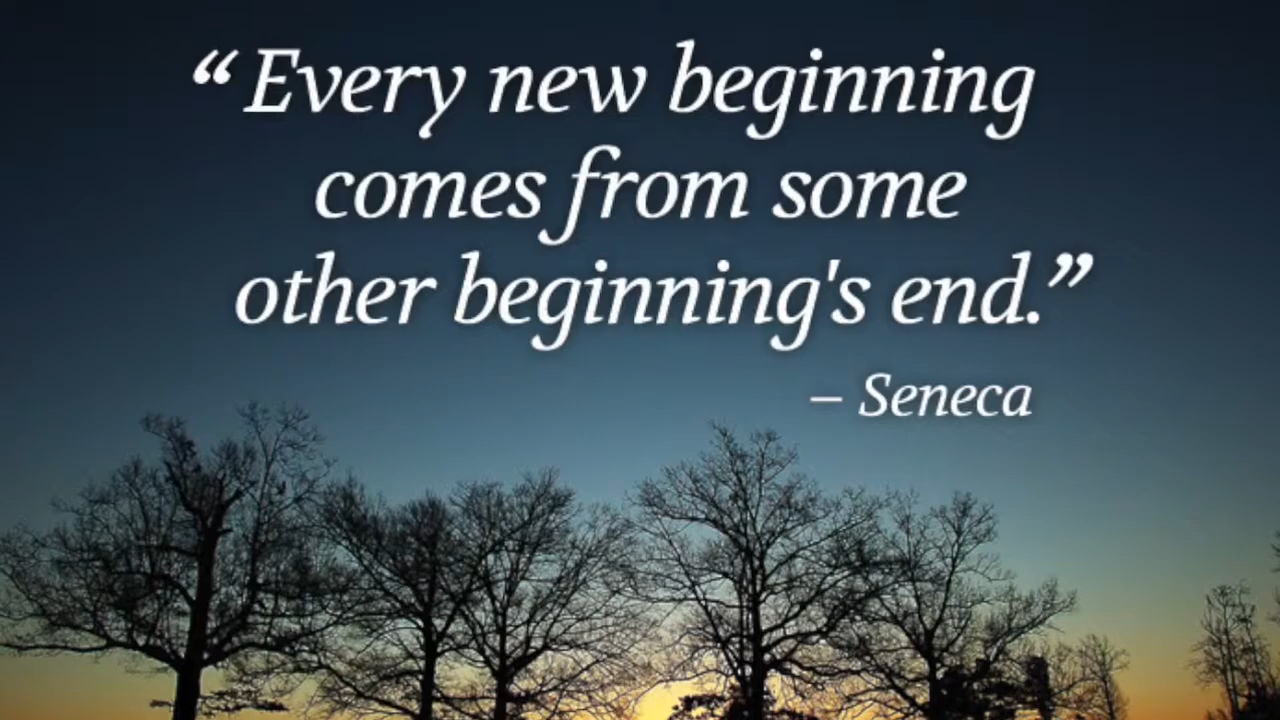 “Every new beginning
comes from some
other beginning's end.”
– Seneca